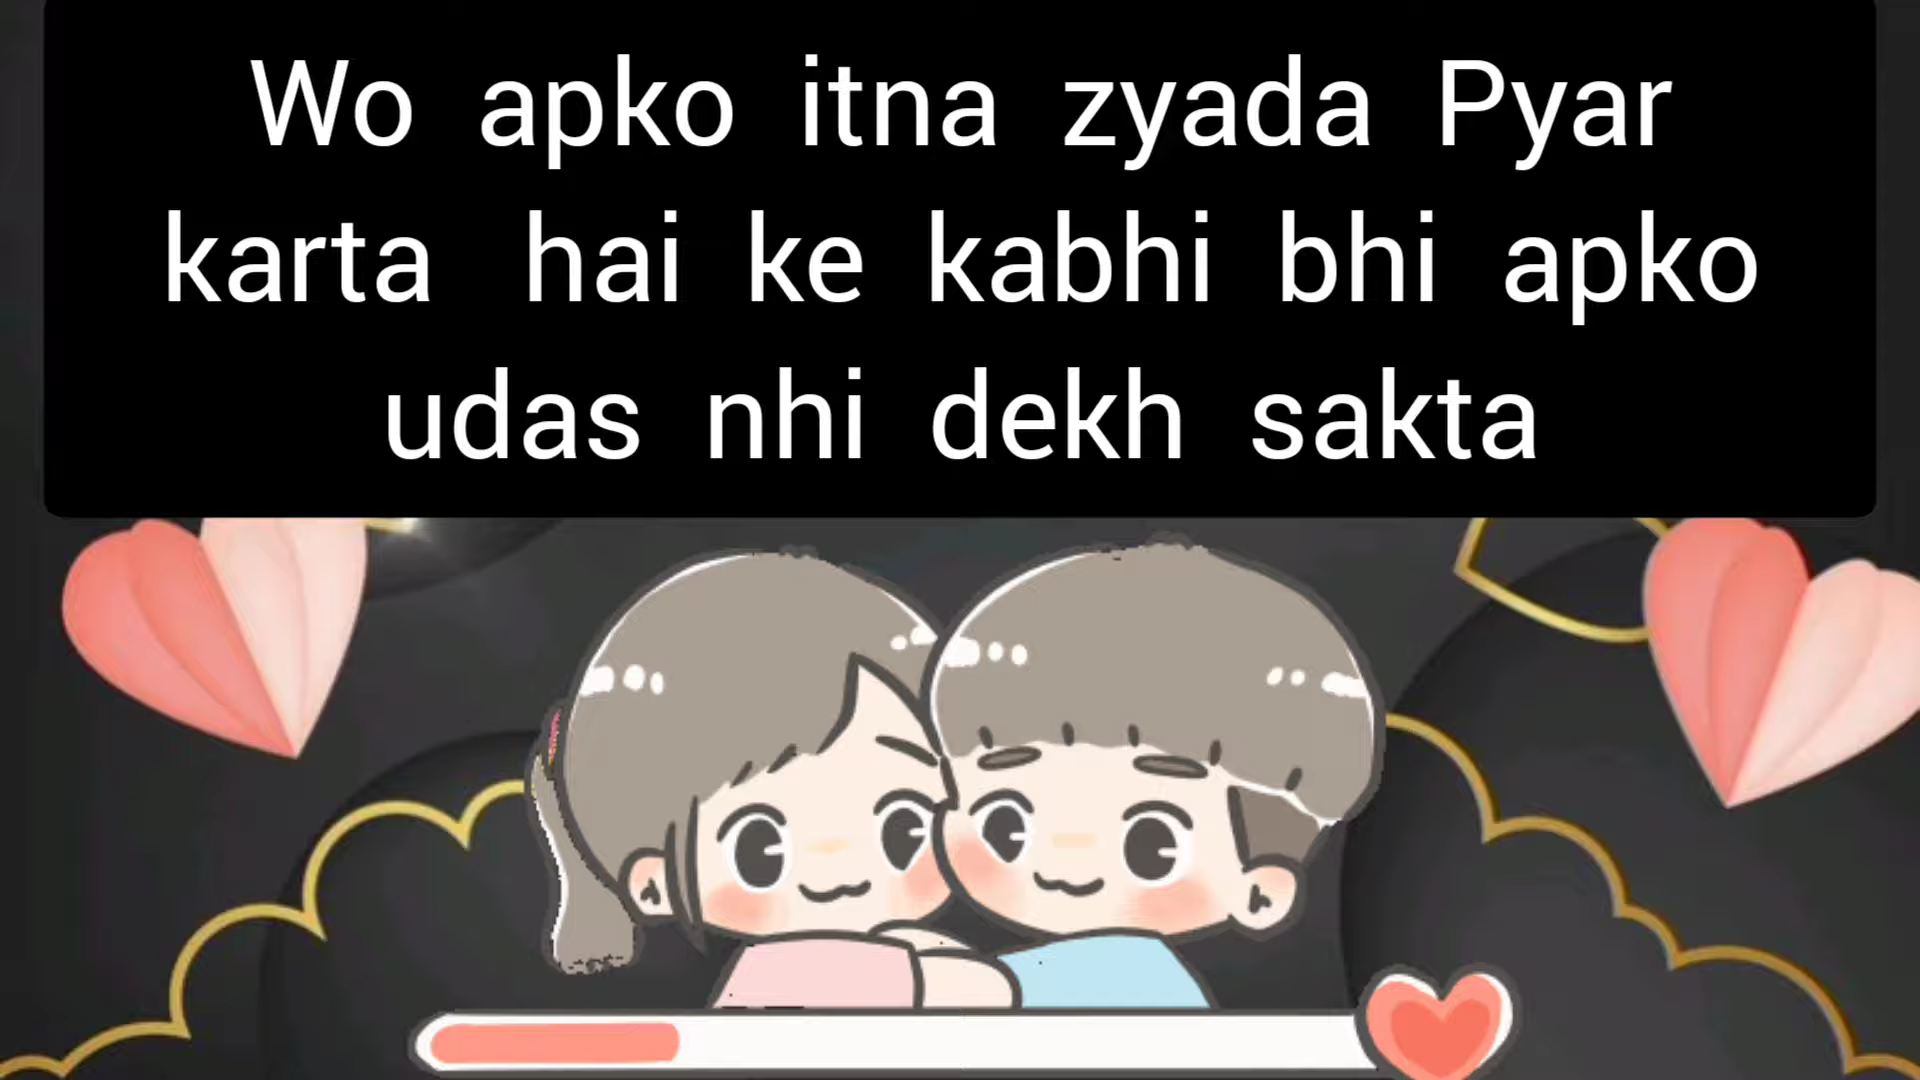 Wo apko itna zyada Pyar
karta hai ke kabhi bhi apko
udas nhi dekh sakta